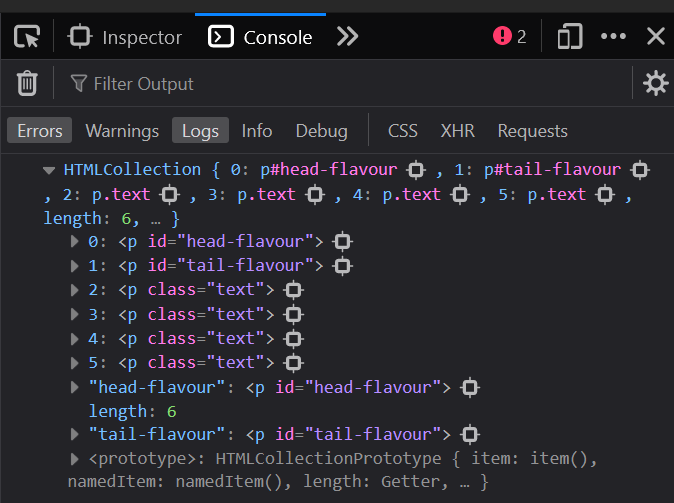 Inspector Console 2
Filter Output
Errors Warnings Logs Info Debug CSS XHR Requests
HTMLCollection { 0: p#head-flavour , 1: p#tail-flavour
, 2: p.text , 3: p.text , 4: p.text , 5: p.text ,
length: 6, … }
0: <p id="head-flavour">
1: <p id="tail-flavour">
2: <p class="text">
3: <p class="text">
4: <p class="text">
5: <p class="text">
"head-flavour": <p id="head-flavour">
length: 6
"tail-flavour": <p id="tail-flavour">
<prototype>: HTMLCollectionPrototype { item: item(),
namedItem: namedItem(), length: Getter, … }